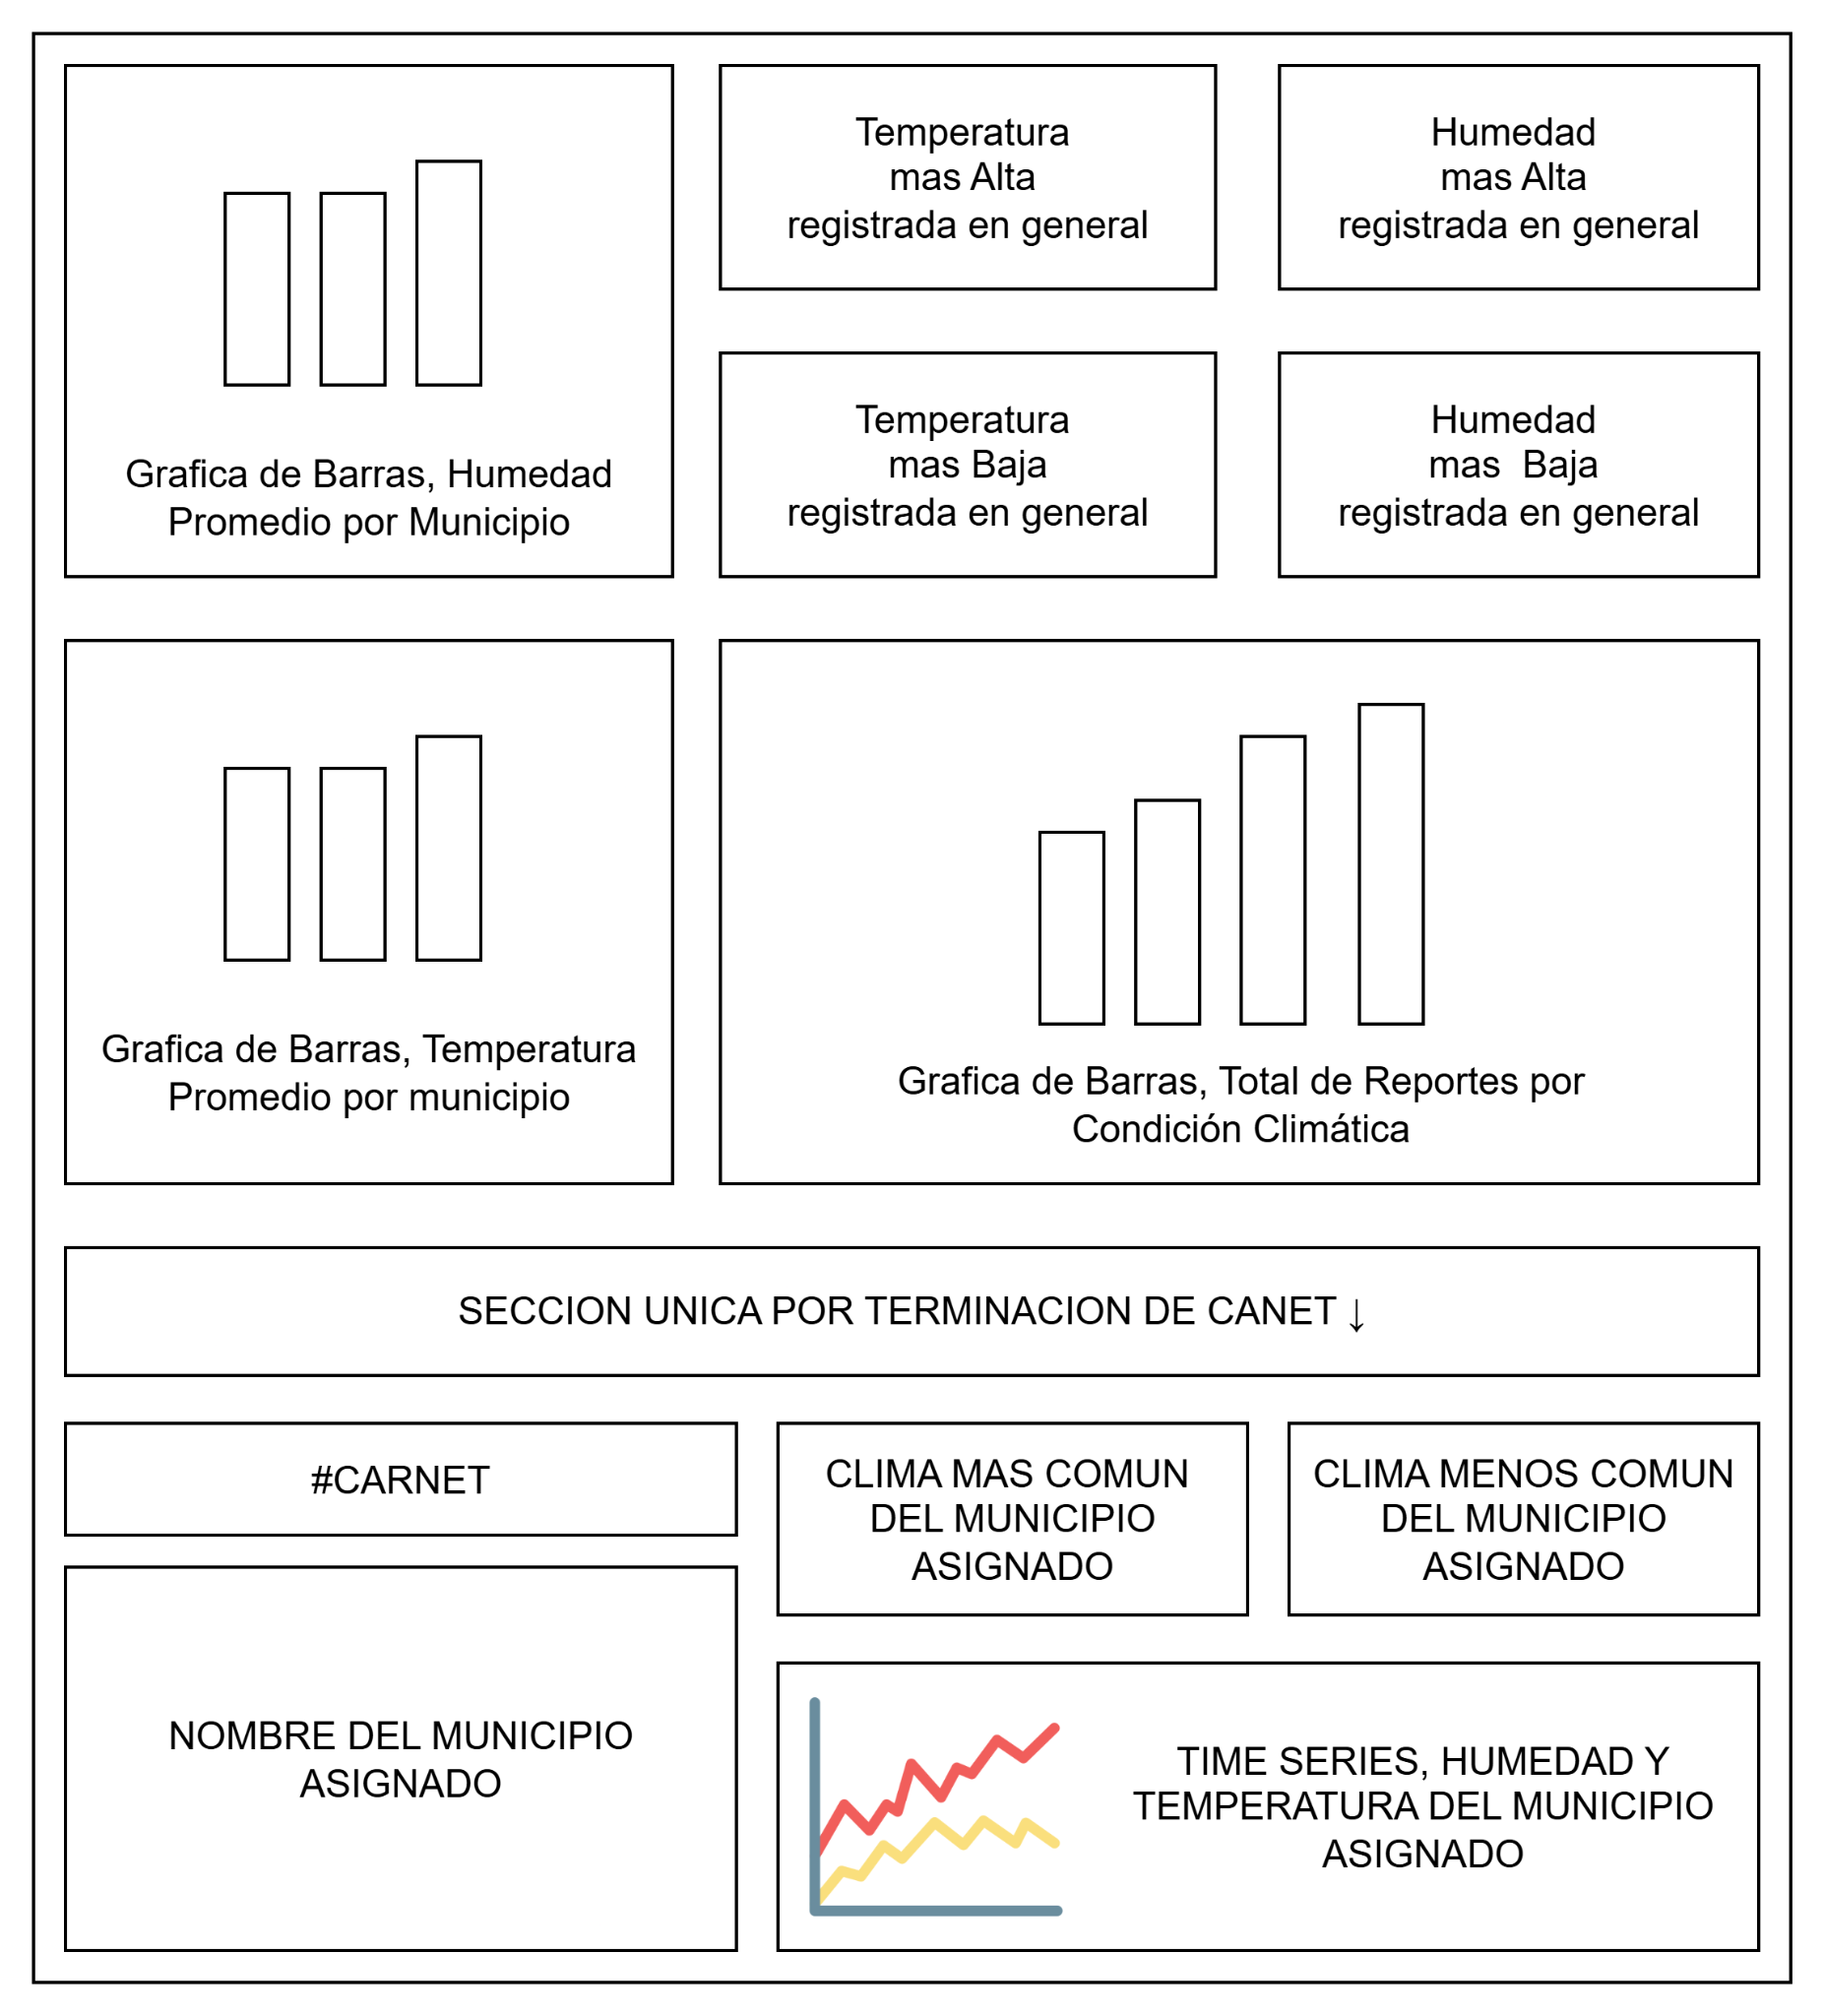 Temperatura
mas Alta
registrada en general
Humedad
mas Alta
registrada en general
Grafica de Barras, Humedad
Promedio por Municipio
Temperatura
mas Baja
registrada en general
Humedad
mas  Baja
registrada en general
Grafica de Barras, Temperatura
Promedio por municipio
Grafica de Barras, Total de Reportes por
Condición Climática
SECCION UNICA POR TERMINACION DE CANET ↓
#CARNET
CLIMA MAS COMUN
DEL MUNICIPIO
ASIGNADO
CLIMA MENOS COMUN
DEL MUNICIPIO
ASIGNADO
NOMBRE DEL MUNICIPIO
ASIGNADO
TIME SERIES, HUMEDAD Y
TEMPERATURA DEL MUNICIPIO
ASIGNADO